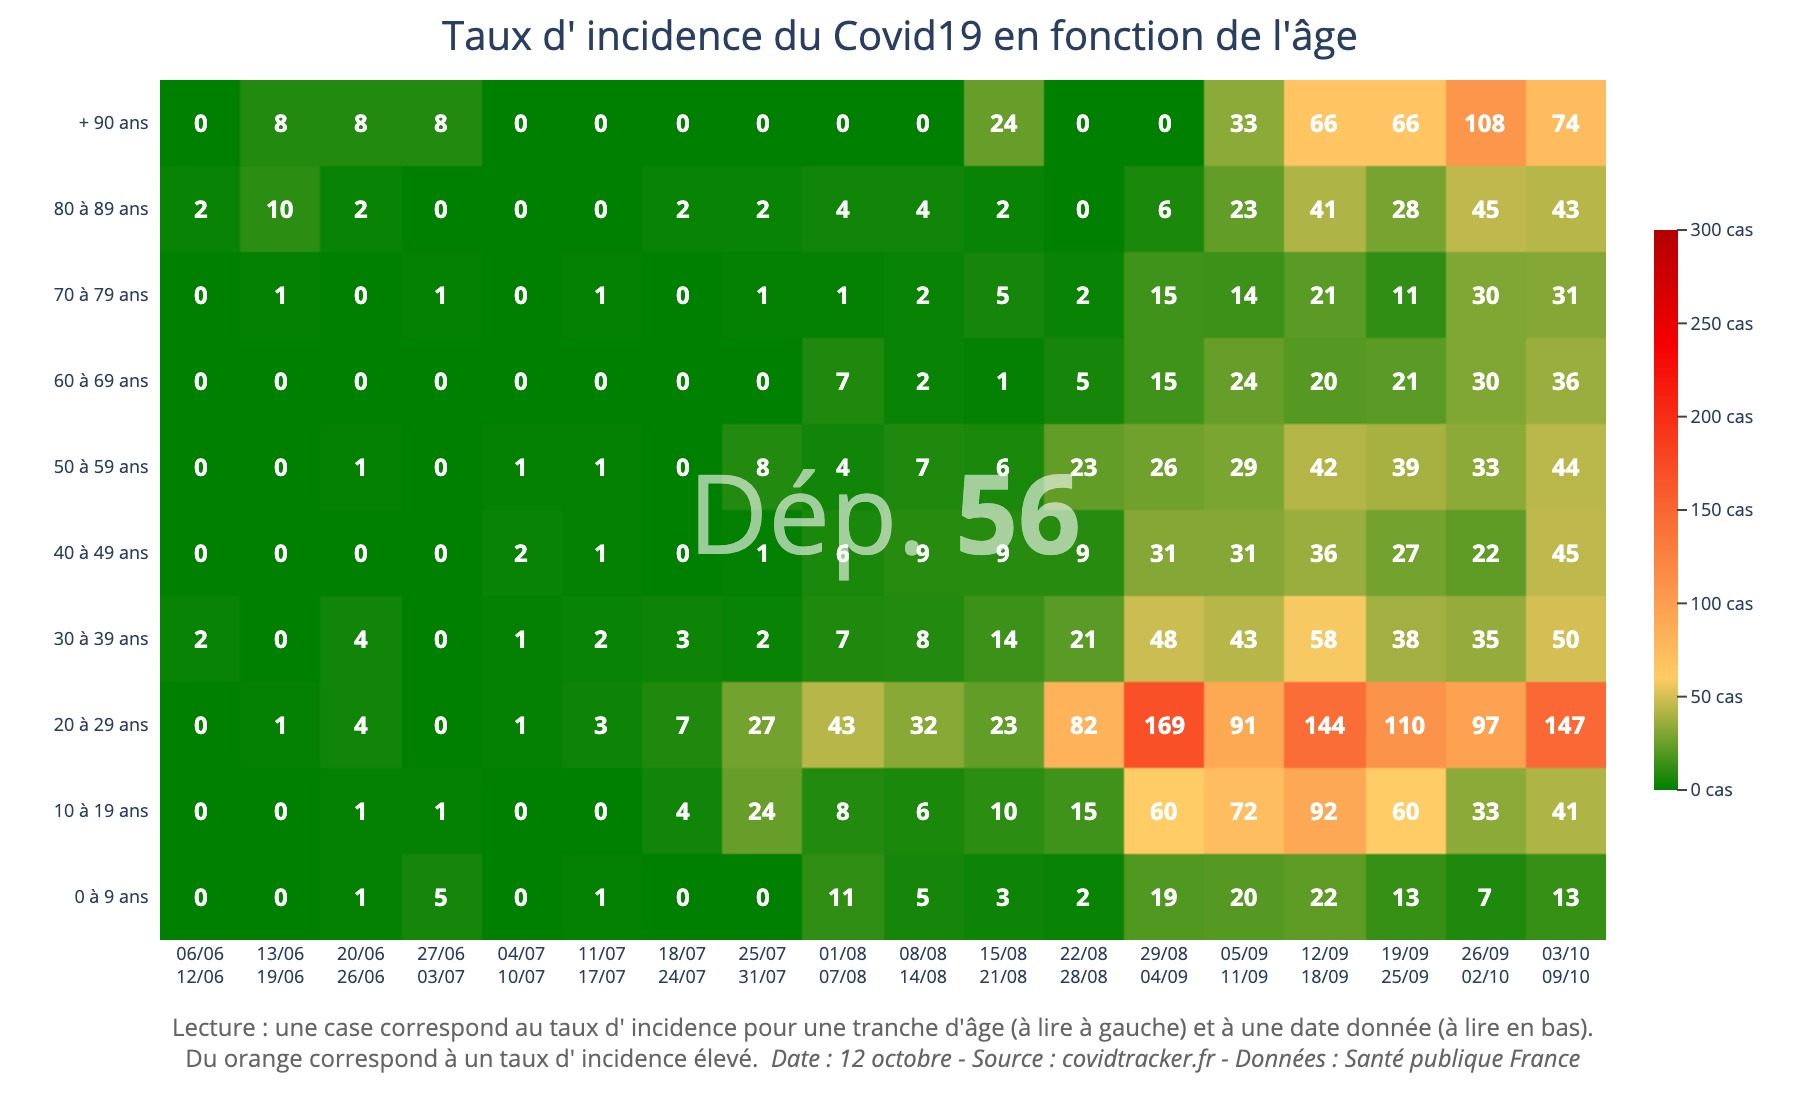 Taux d' incidence du Covid19 en fonction de l'âge
+ 90 ans 0 8 8 8 0 0 0 0 0 0 24 0 0 33 66 66 108 74
80 à 89 ans 2 10 2 0 0 0 2 2 4 4 2 0 6 23 41 28 45 43
70 à 79 ans 0 1 0 1 0 1 0 1 1 2 5 2 15 14 21 11 30 31
60 à 69 ans 0 0 0 0 0 0 0 0 7 2 1 5 15 24 20 21 30 36
50 à 59 ans 0 0 1 0 1 1 0 8 4 7 6 23 26 29 42 39 33 44
Dép. 56
40 à 49 ans 0 0 0 0 2 1 0 1 6 9 9 9 31 31 36 27 22 45
30 à 39 ans 2 0 4 0 1 2 3 2 7 8 14 21 48 43 58 38 35 50
20 à 29 ans 0 1 4 0 1 3 7 27 43 32 23 82 169 91 144 110 97 147
10 à 19 ans 0 0 1 1 0 0 4 24 8 6 10 15 60 72 92 60 33 41
0 à 9 ans 0 0 1 5 0 1 0 0 11 5 3 2 19 20 22 13 7 13
06/06 13/06 20/06 27/06 04/07 11/07 18/07 25/07 01/08 08/08 15/08 22/08 29/08 05/09 12/09 19/09 26/09 03/10
12/06 19/06 26/06 03/07 10/07 17/07 24/07 31/07 07/08 14/08 21/08 28/08 04/09 11/09 18/09 25/09 02/10 09/10
300 cas
250 cas
200 cas
150 cas
100 cas
50 cas
0 cas
Lecture : une case correspond au taux d' incidence pour une tranche d'âge (à lire à gauche) et à une date donnée (à lire en bas).
Du orange correspond à un taux d' incidence élevé. Date : 12 octobre - Source : covidtracker.fr - Données : Santé publique France